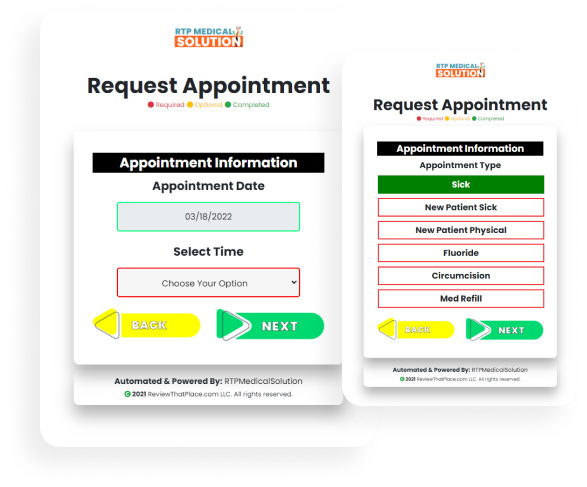 RTP MEDICAL
SOLUTION
Request Appointment
Required Optional Completed
Appointment Information
Appointment Date
03/18/2022
Select Time
Choose Your Option
BACK NEXT
Automated & Powered By: RTPMedicalSolution
© 2021 ReviewThatPlace.com LLC. All rights reserved.
RTP MEDICAL
SOLUTION
Request Appointment
Required Optional Completed
Appointment Information
Appointment Type
Sick
New Patient Sick
New Patient Physical
Fluoride
Circumcision
Med Refill
BACK NEXT
Automated & Powered By: RTPMedicalSolution
© 2021 ReviewThatPlace.com LLC. All rights reserved.